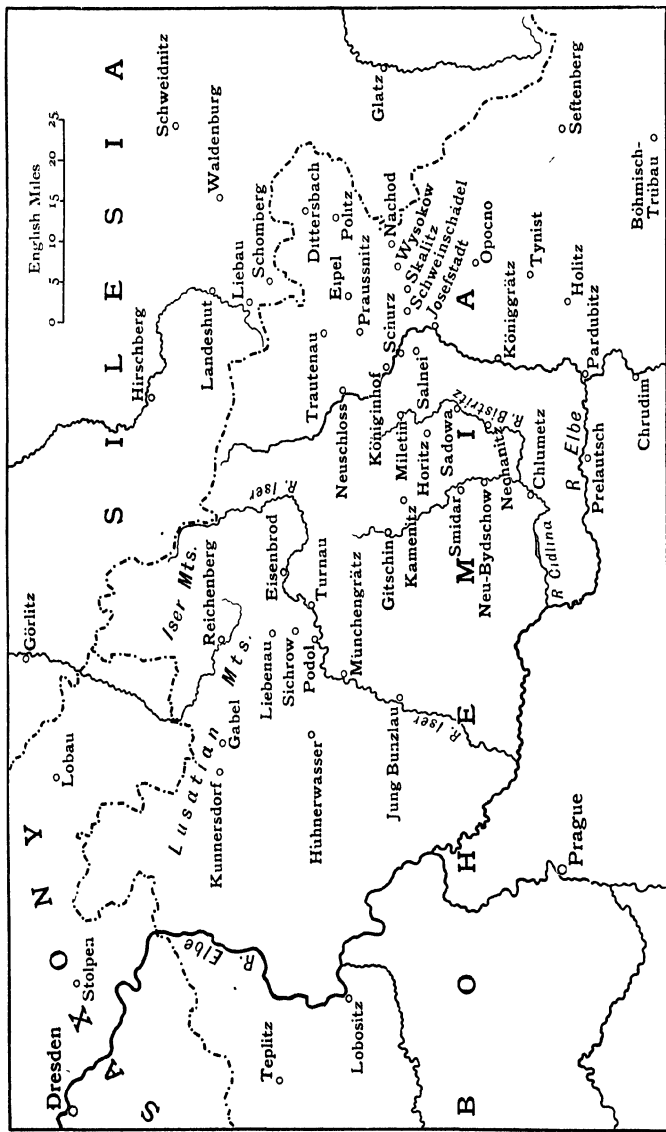 SAXONY
SILESIA
BOHEMIA
English Miles
0 5 10 15 20 25
Dresden
Stolpen
Lobau
Görlitz
Hirschberg
Schweidnitz
Landeshut
Waldenburg
Liebau
Schomberg
Iser Mts.
Lusatian Mts.
Reichenberg
Gabel
Kunnersdorf
R. Elbe
Teplitz
Lobositz
Liebenau
Sichrow
Podol
Eisenbrod
Turnau
R. Iser
Hühnerwasser
Münchengrätz
Jung Bunzlau
R. Iser
Trautenau
Dittersbach
Eipel
Politz
Praussnitz
Neuschloss
Königinhof
Schurz
Nachod
Wysokow
Skalitz
Schweinschädel
Josefstadt
Glatz
Miletin
Salnei
Horitz
Sadowa
R. Bistritz
Gitschin
Kamenitz
Smidar
Neu-Bydschow
Nechanitz
Chlumetz
R Cidlina
Königgrätz
Opocno
Tynist
Seftenberg
Holitz
Pardubitz
R Elbe
Prelautsch
Chrudim
Böhmisch-
Trübau
Prague